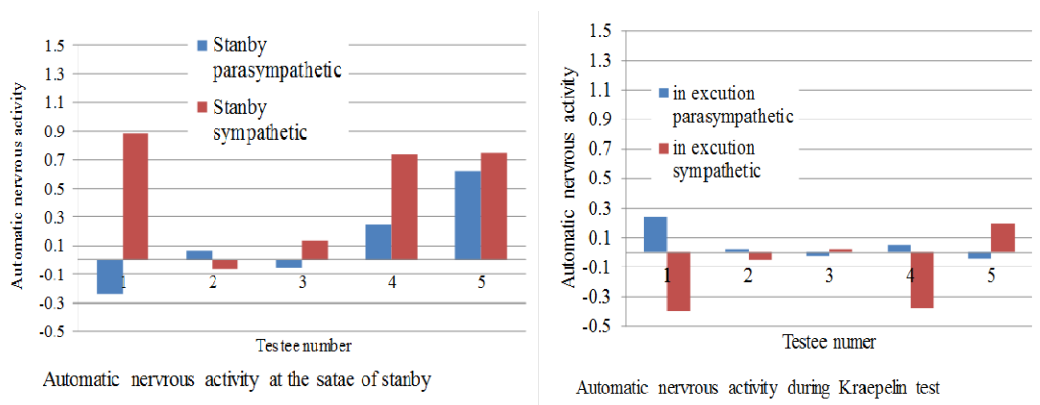 1.5
1.3
1.1
0.9
0.7
0.5
0.3
0.1
-0.1
-0.3
-0.5
Automatic nervrous activity
Stanby
parasympathetic
Stanby
sympathetic
1 2 3 4 5
Testee number
Automatic nervrous activity at the satae of stanby
1.5
1.3
1.1
0.9
0.7
0.5
0.3
0.1
-0.1
-0.3
-0.5
Automatic nervrous activity
in excution
parasympathetic
in excution
sympathetic
1 2 3 4 5
Testee numer
Automatic nervrous activity during Kraepelin test